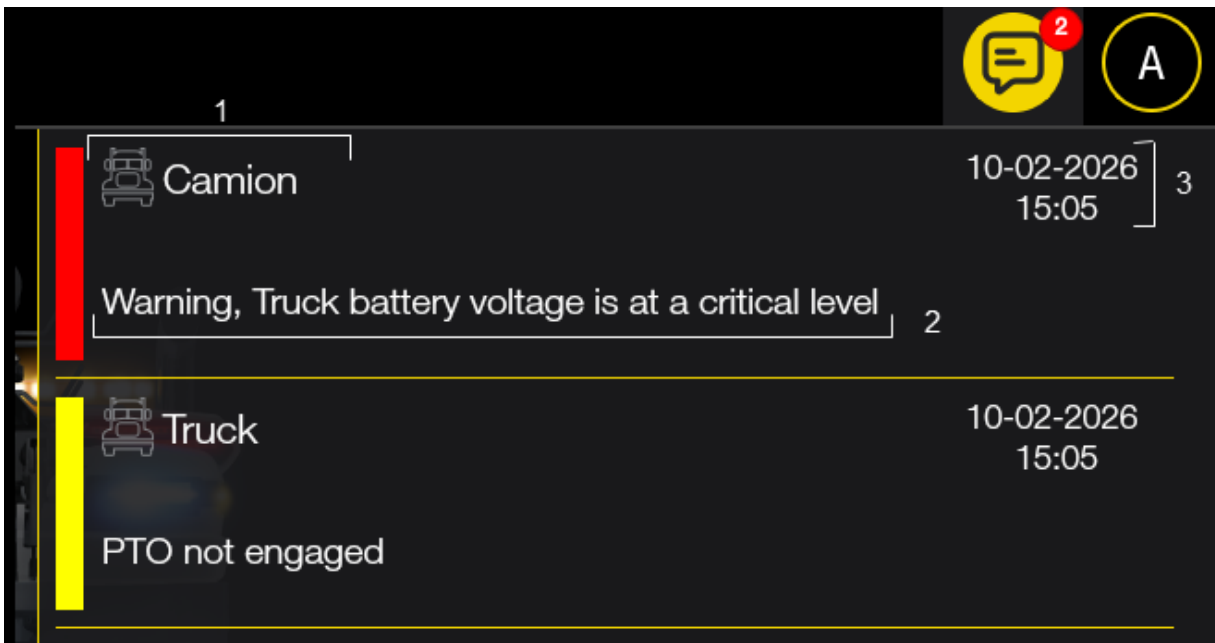 2
A
1
Camion
10-02-2026
15:05
3
Warning, Truck battery voltage is at a critical level
2
Truck
10-02-2026
15:05
PTO not engaged